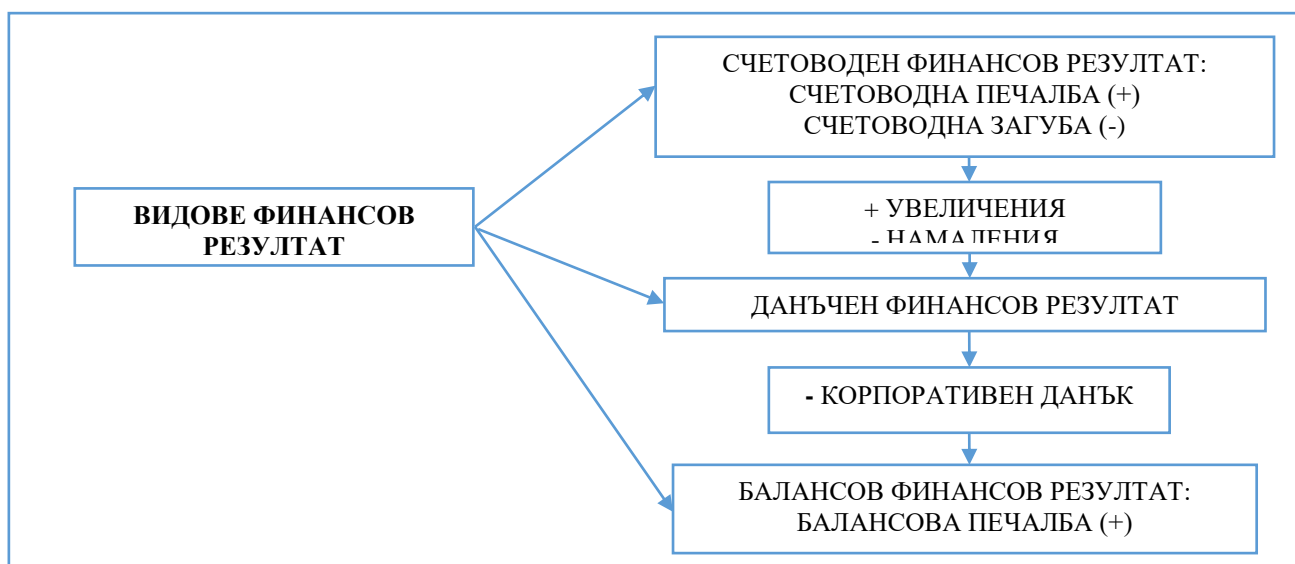 СЧЕТОВОДЕН ФИНАНСОВ РЕЗУЛТАТ:
СЧЕТОВОДНА ПЕЧАЛБА (+)
СЧЕТОВОДНА ЗАГУБА (-)
ВИДОВЕ ФИНАНСОВ
РЕЗУЛТАТ
+ УВЕЛИЧЕНИЯ
- НАМАЛЕНИЯ
ДАНЪЧЕН ФИНАНСОВ РЕЗУЛТАТ
- КОРПОРАТИВЕН ДАНЪК
БАЛАНСОВ ФИНАНСОВ РЕЗУЛТАТ:
БАЛАНСОВА ПЕЧАЛБА (+)